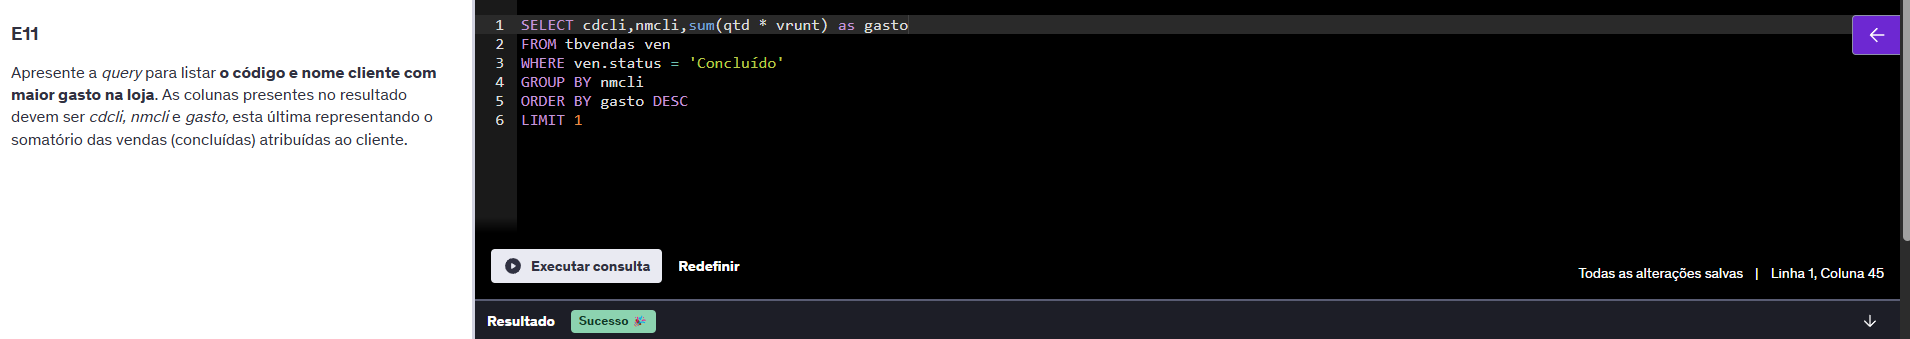 E11
Apresente a query para listar o código e nome cliente com
maior gasto na loja. As colunas presentes no resultado
devem ser cdcli, nmcli e gasto, esta última representando o
somatório das vendas (concluídas) atribuídas ao cliente.
1 SELECT cdcli,nmcli,sum(qtd * vrunt) as gasto
2 FROM tbvendas ven
3 WHERE ven.status = 'Concluído'
4 GROUP BY nmcli
5 ORDER BY gasto DESC
6 LIMIT 1
Executar consulta Redefinir
Todas as alterações salvas | Linha 1, Coluna 45
Resultado Sucesso 🎉